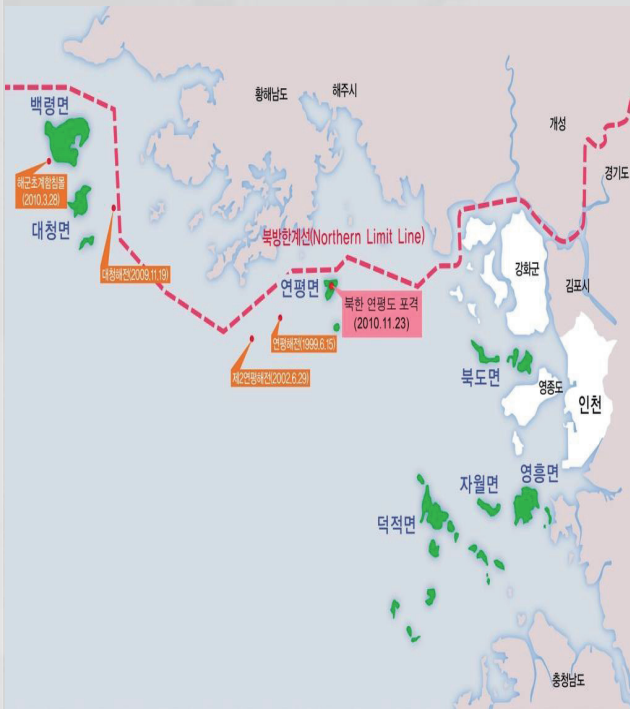 황해남도
해주시
백령면
개성
해군초계함침몰
(2010.3.28)
경기도
대청면
북방한계선(Northern Limit Line)
대청해전(2009.11.19)
강화군
연평면
김포시
북한 연평도 포격
(2010.11.23)
연평해전(1999.6.15)
제2연평해전(2002.6.29)
북도면
영종도
인천
자월면
영흥면
덕적면
충청남도